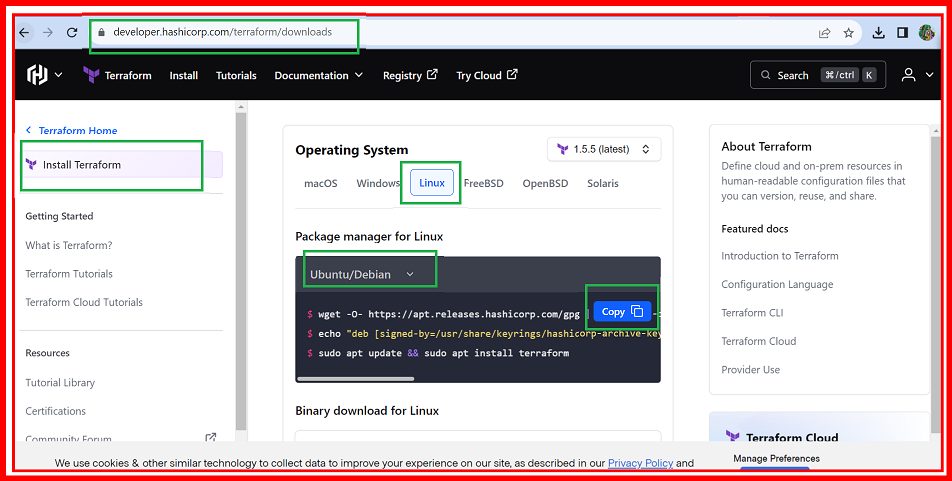 developer.hashicorp.com/terraform/downloads
Terraform Install Tutorials Documentation Registry Try Cloud Search ⌘/ctrl K
Terraform Home
Install Terraform
Getting Started
What is Terraform?
Terraform Tutorials
Terraform Cloud Tutorials
Resources
Tutorial Library
Certifications
Community Forum
Operating System 1.5.5 (latest)
macOS Windows Linux FreeBSD OpenBSD Solaris
Package manager for Linux
Ubuntu/Debian
$ wget -O- https://apt.releases.hashicorp.com/gpg |
Copy
$ echo "deb [signed-by=/usr/share/keyrings/hashicorp-archive-key
$ sudo apt update && sudo apt install terraform
Binary download for Linux
About Terraform
Define cloud and on-prem resources in
human-readable configuration files that
you can version, reuse, and share.
Featured docs
Introduction to Terraform
Configuration Language
Terraform CLI
Terraform Cloud
Provider Use
Terraform Cloud
We use cookies & other similar technology to collect data to improve your experience on our site, as described in our Privacy Policy and
Manage Preferences